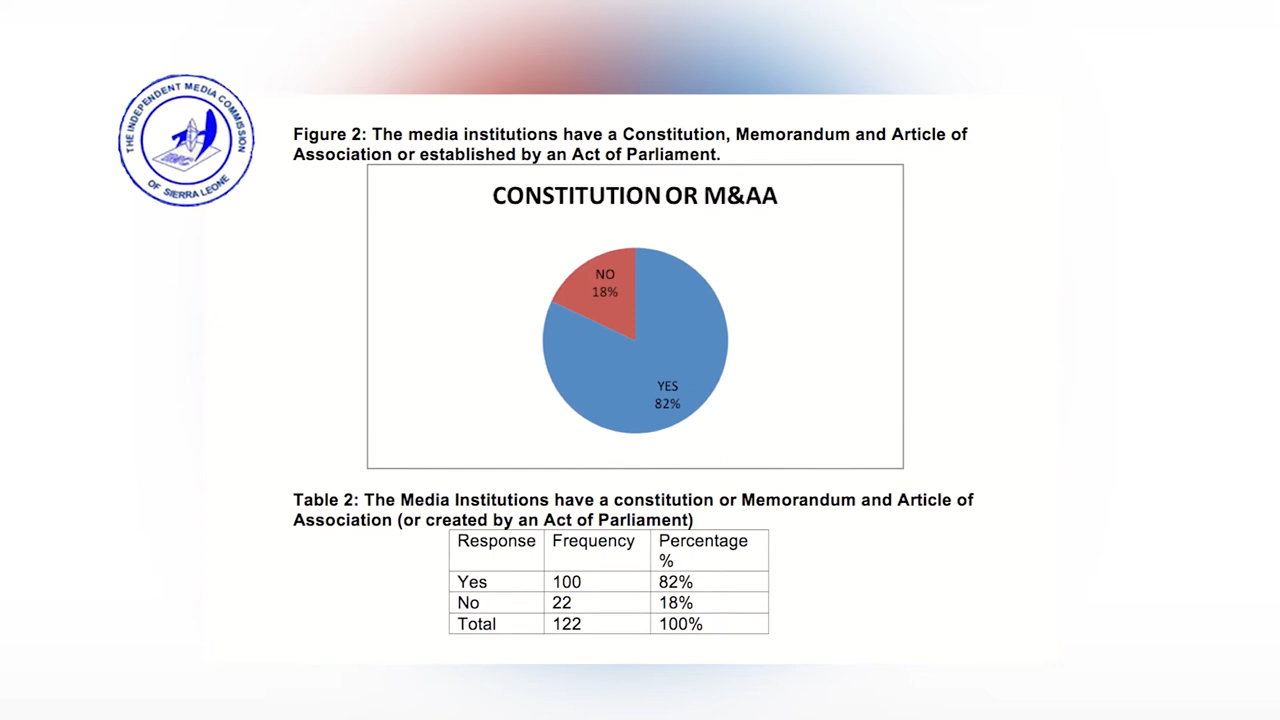 THE INDEPENDENT MEDIA COMMISSION
OF SIERRA LEONE
Figure 2: The media institutions have a Constitution, Memorandum and Article of
Association or established by an Act of Parliament.
CONSTITUTION OR M&AA
NO
18%
YES
82%
Table 2: The Media Institutions have a constitution or Memorandum and Article of
Association (or created by an Act of Parliament)
Response Frequency Percentage
%
Yes 100 82%
No 22 18%
Total 122 100%